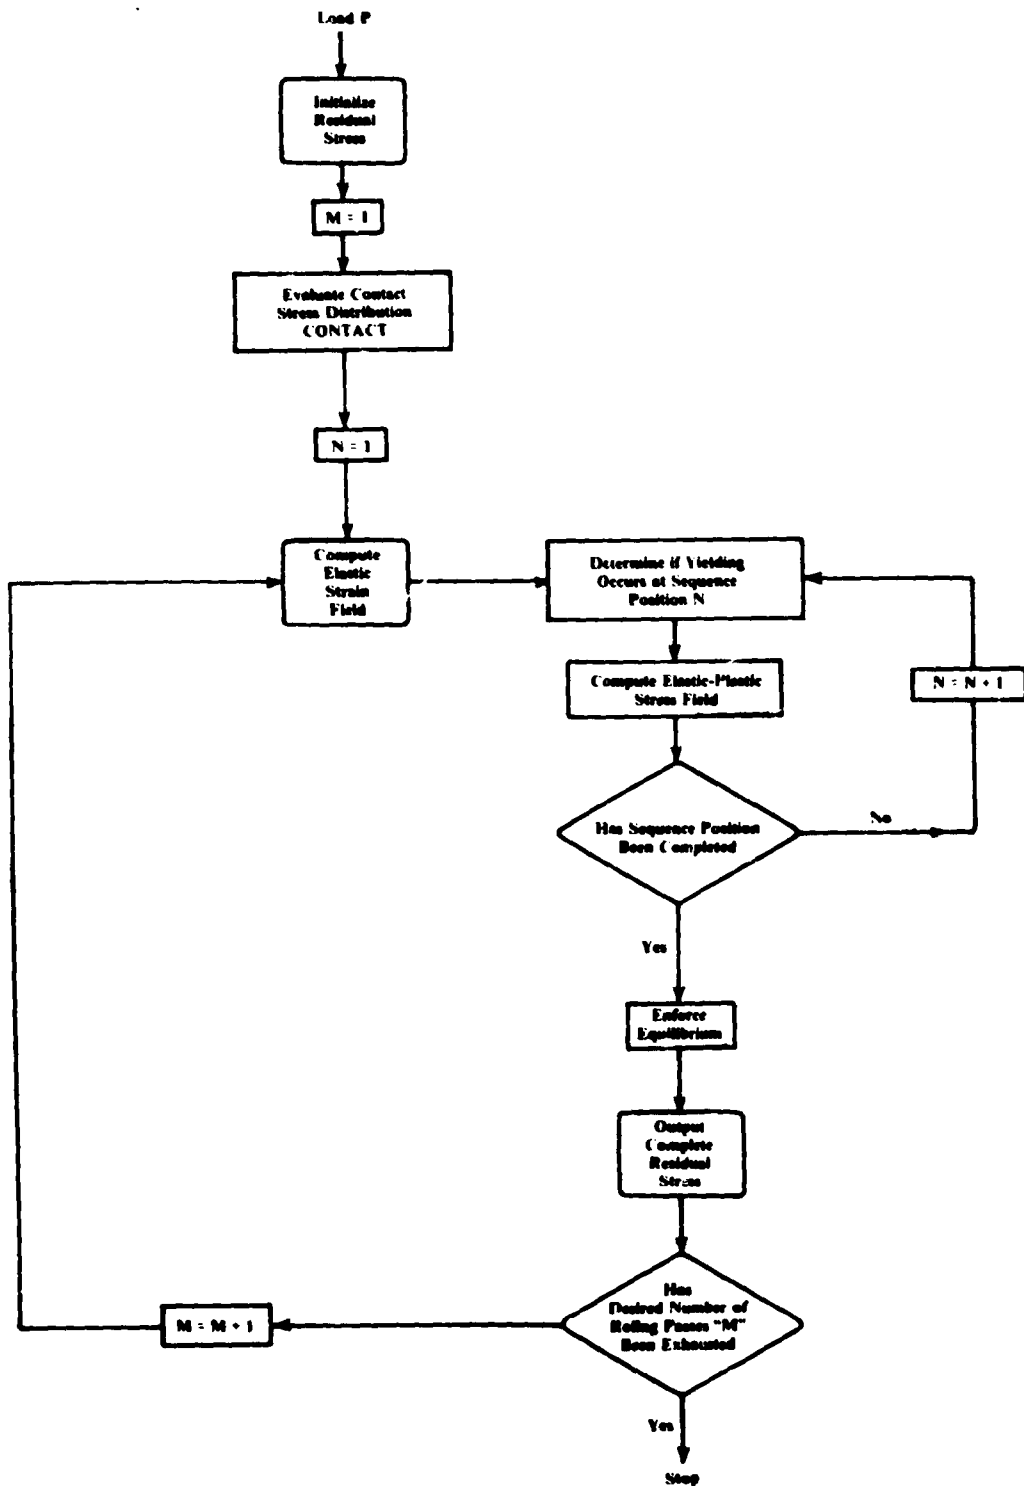 Load P
Initialize
Residual
Stress
M = 1
Evaluate Contact
Stress Distribution
CONTACT
N = 1
Compute
Elastic
Strain
Field
Determine if Yielding
Occurs at Sequence
Position N
Compute Elastic-Plastic
Stress Field
N = N + 1
Has Sequence Position
Been Completed
No
Yes
Enforce
Equilibrium
Output
Complete
Residual
Stress
Has
Desired Number of
Rolling Passes "M"
Been Exhausted
M = M + 1
Yes
Stop